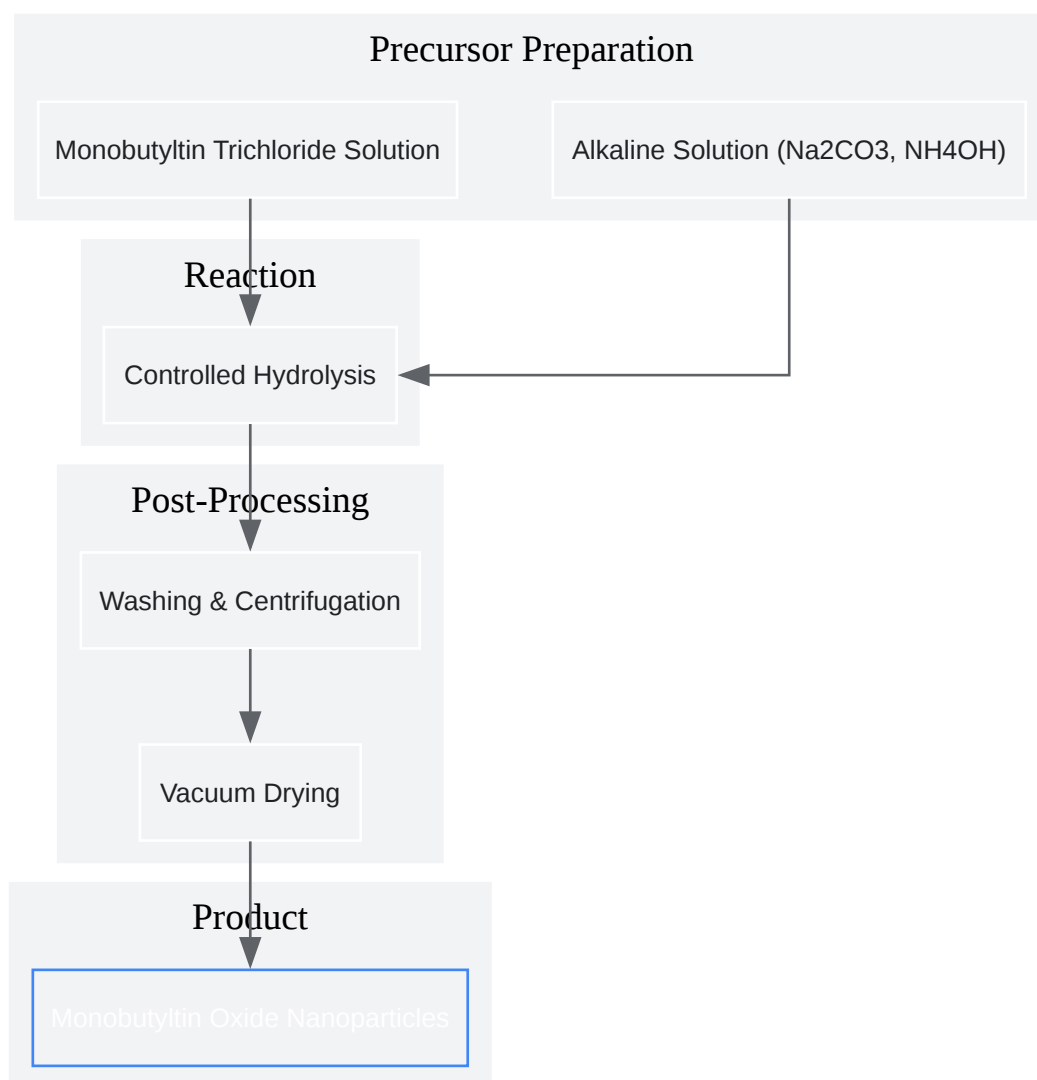 Precursor Preparation
Monobutyltin Trichloride Solution
Alkaline Solution (Na2CO3, NH4OH)
Reaction
Controlled Hydrolysis
Post-Processing
Washing & Centrifugation
Vacuum Drying
Product
Monobutyltin Oxide Nanoparticles